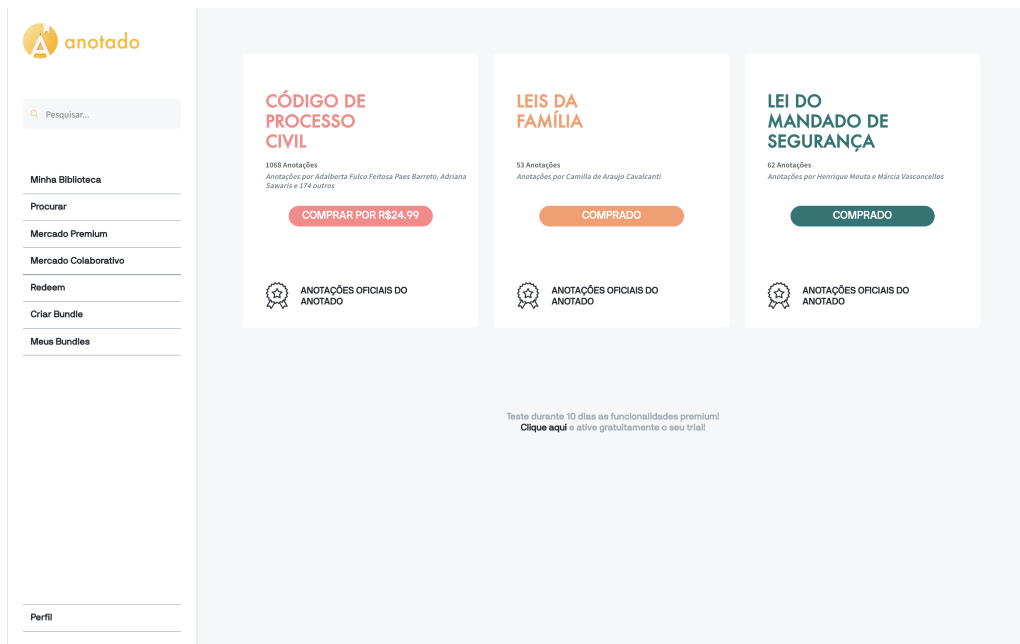 anotado
Pesquisar...
Minha Biblioteca
Procurar
Mercado Premium
Mercado Colaborativo
Redeem
Criar Bundle
Meus Bundles
Perfil
CÓDIGO DE
PROCESSO
CIVIL
1068 Anotações
Anotações por Adalberta Fulco Feitosa Paes Barreto, Adriana
Sawaris e 174 outros
COMPRAR POR R$24.99
ANOTAÇÕES OFICIAIS DO
ANOTADO
LEIS DA
FAMÍLIA
53 Anotações
Anotações por Camilla de Araujo Cavalcanti
COMPRADO
ANOTAÇÕES OFICIAIS DO
ANOTADO
LEI DO
MANDADO DE
SEGURANÇA
62 Anotações
Anotações por Henrique Mouta e Márcia Vasconcellos
COMPRADO
ANOTAÇÕES OFICIAIS DO
ANOTADO
Teste durante 10 dias as funcionalidades premium!
Clique aqui e ative gratuitamente o seu trial!